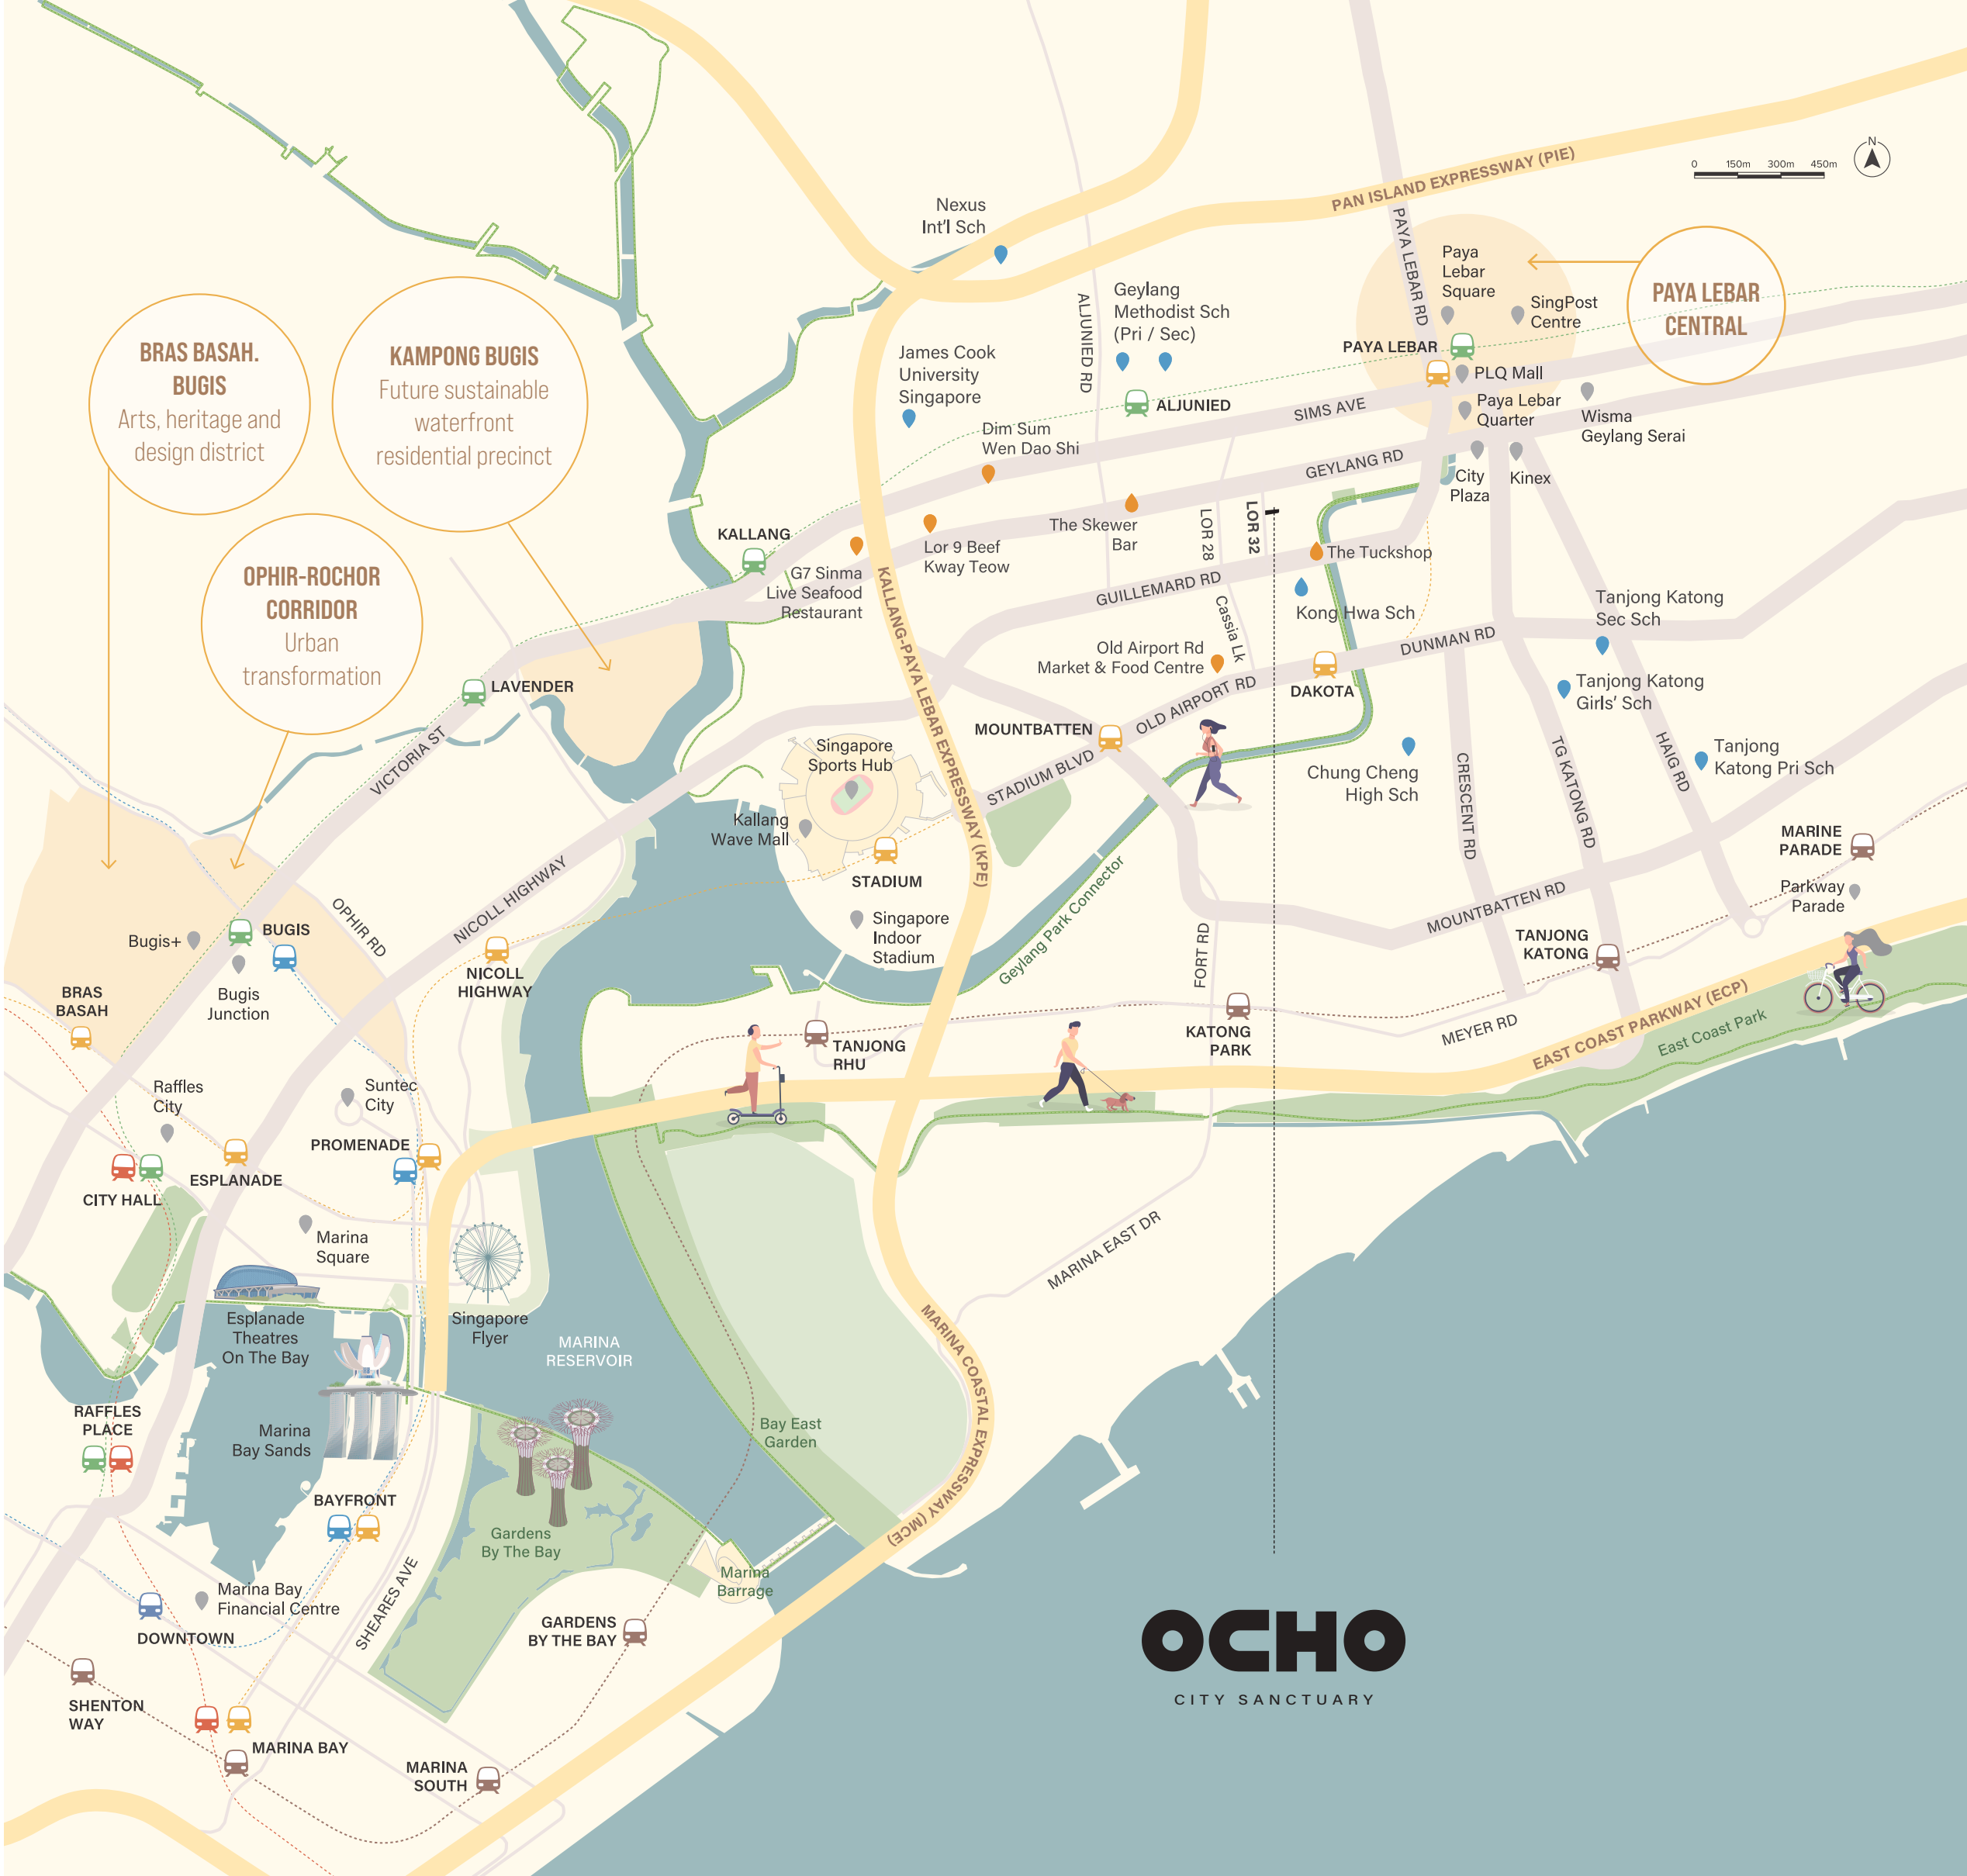 N
0 150m 300m 450m
PAN ISLAND EXPRESSWAY (PIE)
PAYA LEBAR RD
Nexus
Int'l Sch
Paya
Lebar
Square
SingPost
Centre
PAYA LEBAR
CENTRAL
PAYA LEBAR
PLQ Mall
Paya Lebar
Quarter
Wisma
Geylang Serai
City
Plaza
Kinex
Geylang
Methodist Sch
(Pri / Sec)
ALJUNIED RD
ALJUNIED
James Cook
University
Singapore
Dim Sum
Wen Dao Shi
SIMS AVE
GEYLANG RD
BRAS BASAH.
BUGIS
Arts, heritage and
design district
KAMPONG BUGIS
Future sustainable
waterfront
residential precinct
OPHIR-ROCHOR
CORRIDOR
Urban
transformation
KALLANG
G7 Sinma
Live Seafood
Restaurant
Lor 9 Beef
Kway Teow
The Skewer
Bar
LOR 28
LOR 32
The Tuckshop
Kong Hwa Sch
GUILLEMARD RD
Cassia Lk
KALLANG-PAYA LEBAR EXPRESSWAY (KPE)
Old Airport Rd
Market & Food Centre
OLD AIRPORT RD
DAKOTA
DUNMAN RD
Tanjong Katong
Sec Sch
Tanjong Katong
Girls' Sch
Tanjong
Katong Pri Sch
HAIG RD
TG KATONG RD
CRESCENT RD
Chung Cheng
High Sch
LAVENDER
VICTORIA ST
MOUNTBATTEN
STADIUM BLVD
Singapore
Sports Hub
Kallang
Wave Mall
STADIUM
Singapore
Indoor
Stadium
Geylang Park Connector
MARINE
PARADE
Parkway
Parade
MOUNTBATTEN RD
TANJONG
KATONG
NICOLL HIGHWAY
NICOLL
HIGHWAY
OPHIR RD
Bugis+
BUGIS
Bugis
Junction
BRAS
BASAH
FORT RD
KATONG
PARK
MEYER RD
EAST COAST PARKWAY (ECP)
East Coast Park
TANJONG
RHU
Raffles
City
Suntec
City
PROMENADE
ESPLANADE
CITY HALL
Marina
Square
MARINA EAST DR
Esplanade
Theatres
On The Bay
Singapore
Flyer
MARINA
RESERVOIR
MARINA COASTAL EXPRESSWAY (MCE)
RAFFLES
PLACE
Marina
Bay Sands
Bay East
Garden
BAYFRONT
Gardens
By The Bay
Marina
Barrage
Marina Bay
Financial Centre
DOWNTOWN
SHEARES AVE
GARDENS
BY THE BAY
SHENTON
WAY
MARINA BAY
MARINA
SOUTH
OCHO
CITY SANCTUARY